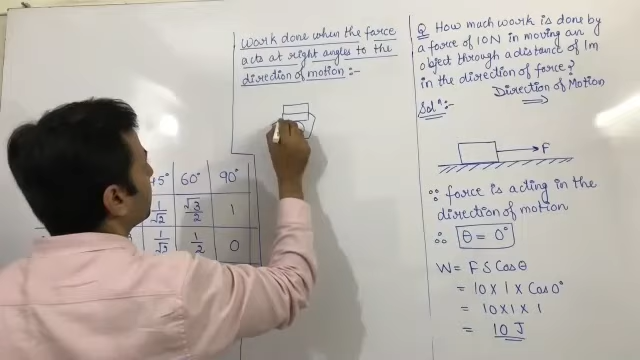 Work done when the force
acts at right angles to the
direction of motion :-
45° 60° 90°
1/√2 √3/2 1
1/√2 1/2 0
Q How much work is done by
a force of 10N in moving an
object through a distance of 1m
in the direction of force?
Direction of Motion
Solⁿ:-
F
∵ force is acting in the
direction of motion
∴ θ = 0°
W = F S Cosθ
= 10 × 1 × Cos0°
= 10 × 1 × 1
= 10 J